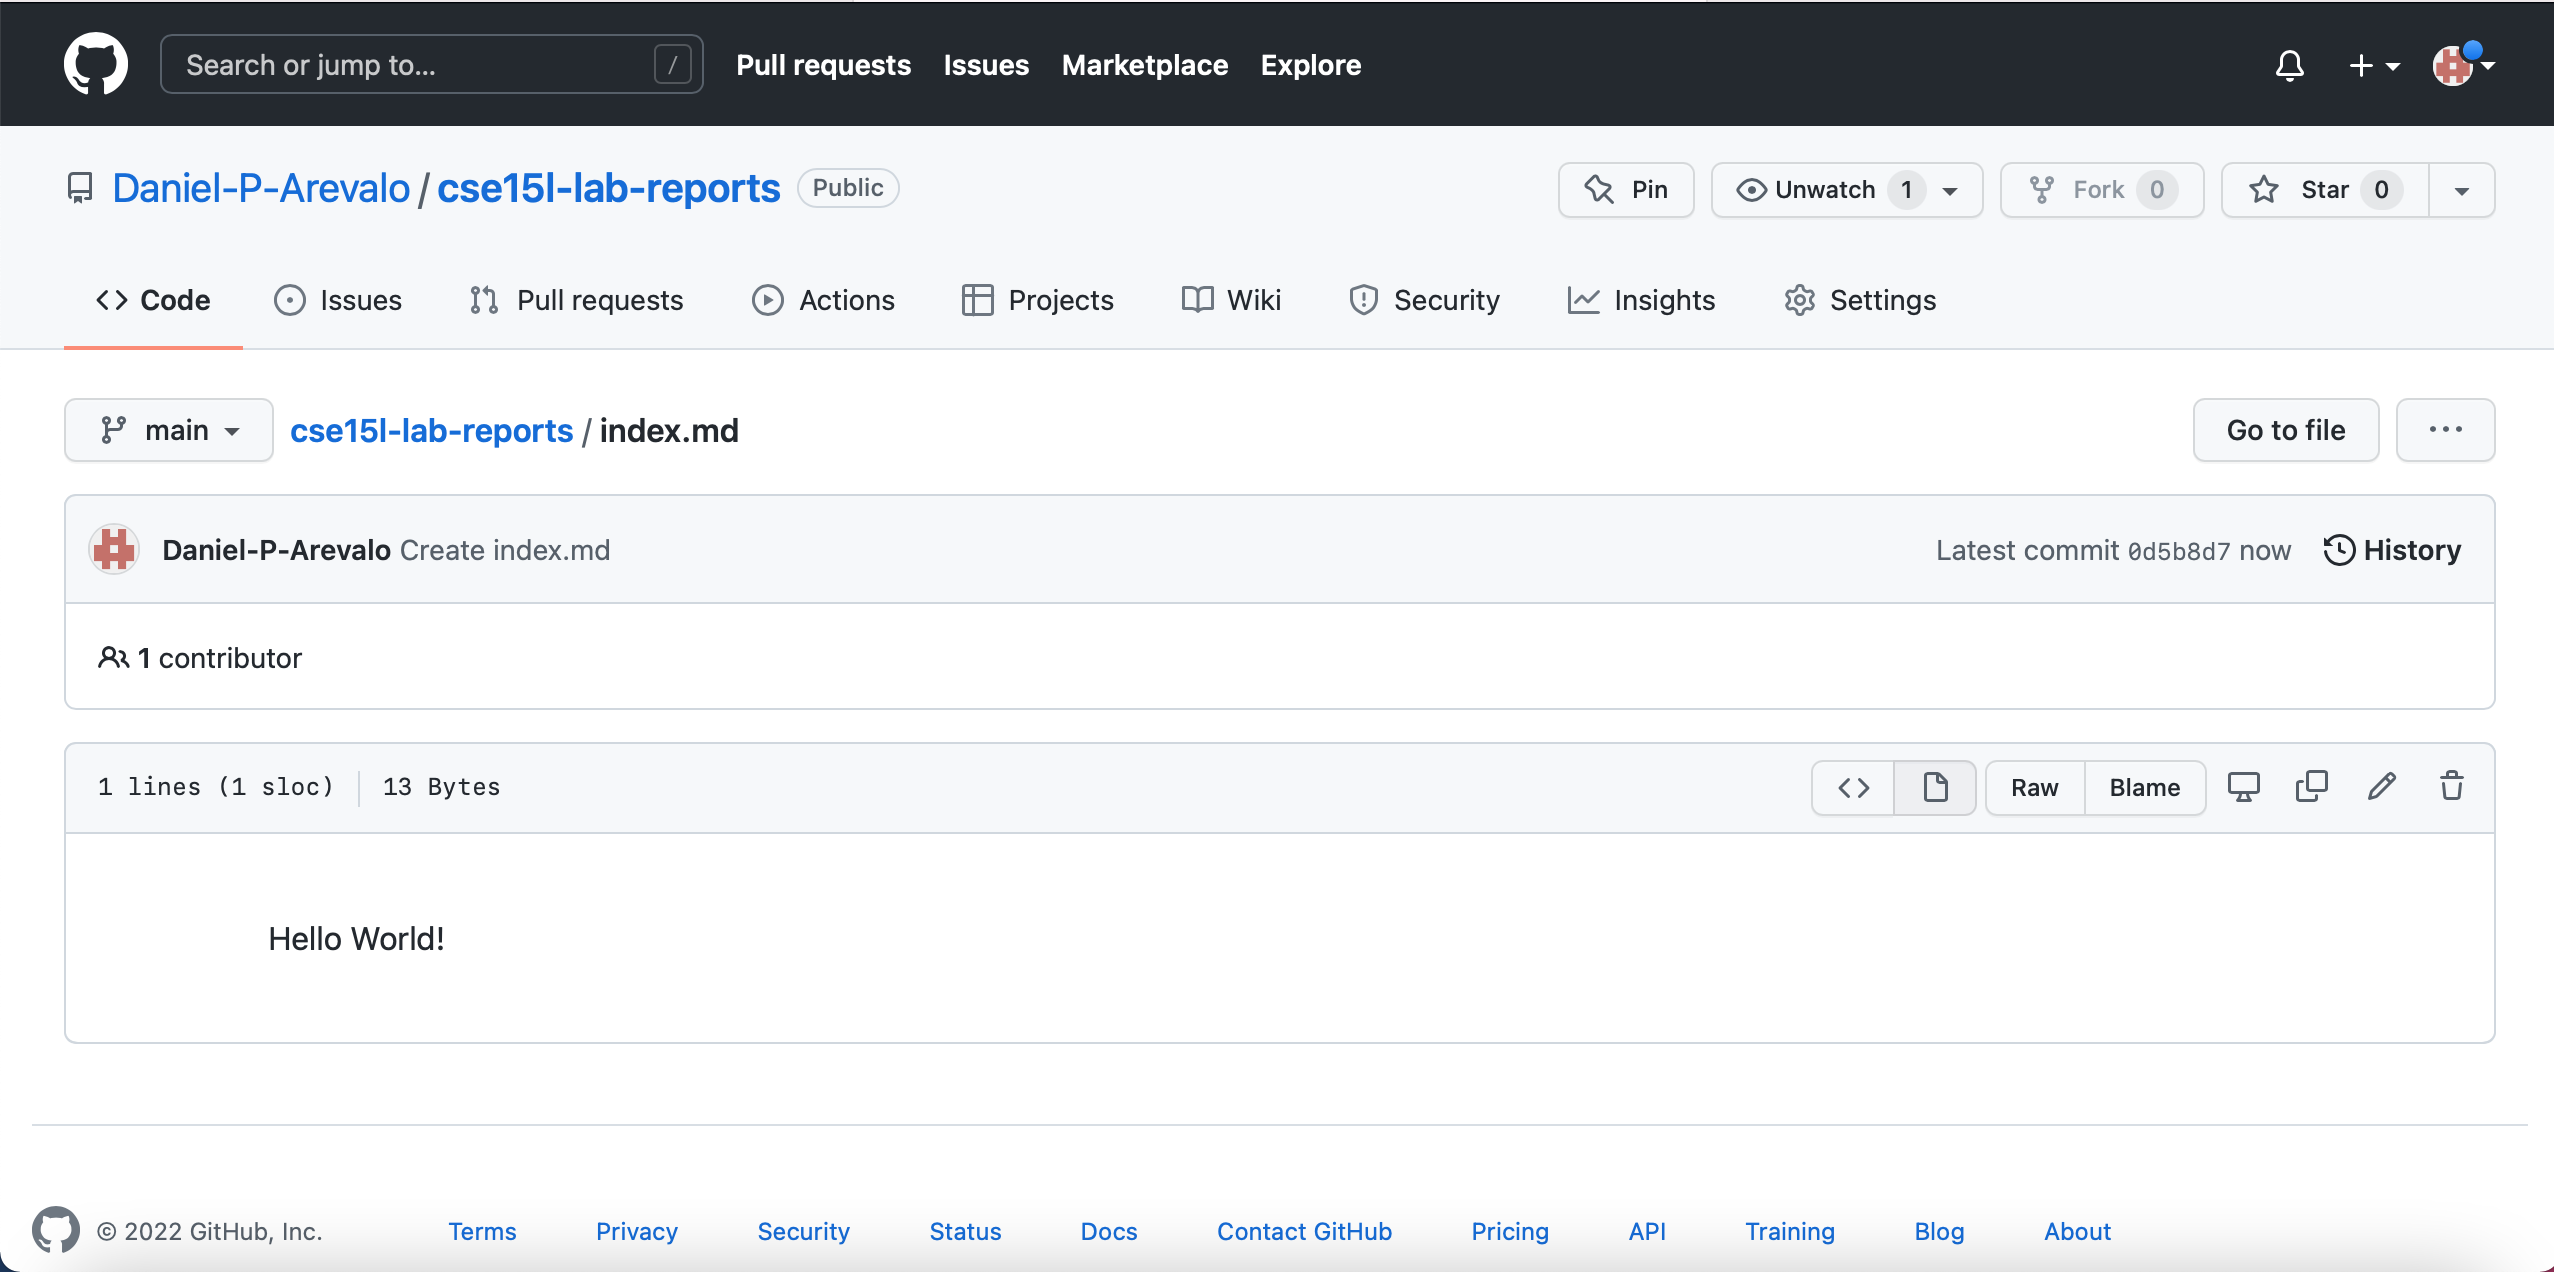 Search or jump to... / Pull requests Issues Marketplace Explore
Daniel-P-Arevalo / cse15l-lab-reports Public Pin Unwatch 1 Fork 0 Star 0
Code Issues Pull requests Actions Projects Wiki Security Insights Settings
main cse15l-lab-reports / index.md Go to file ...
Daniel-P-Arevalo Create index.md Latest commit 0d5b8d7 now History
1 contributor
1 lines (1 sloc) 13 Bytes <> Raw Blame
Hello World!
© 2022 GitHub, Inc. Terms Privacy Security Status Docs Contact GitHub Pricing API Training Blog About